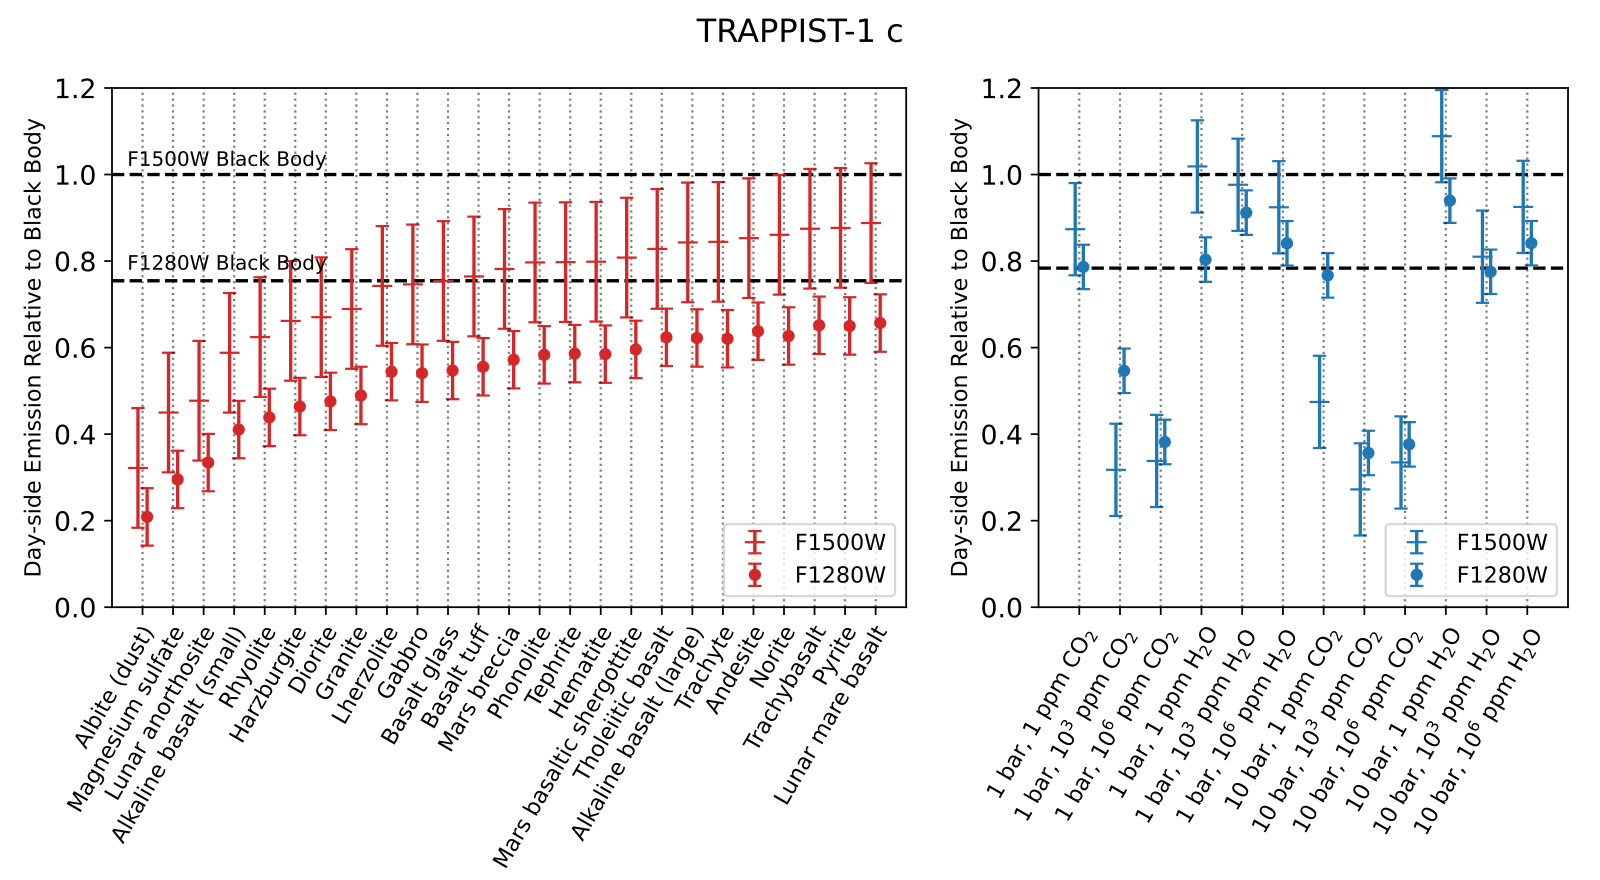 TRAPPIST-1 c
Day-side Emission Relative to Black Body
1.2
1.0
0.8
0.6
0.4
0.2
0.0
F1500W Black Body
F1280W Black Body
F1500W
F1280W
Albite (dust)
Magnesium sulfate
Lunar anorthosite
Alkaline basalt (small)
Rhyolite
Harzburgite
Diorite
Granite
Lherzolite
Gabbro
Basalt glass
Basalt tuff
Mars breccia
Phonolite
Tephrite
Hematite
Mars basaltic shergottite
Tholeiitic basalt
Alkaline basalt (large)
Trachyte
Andesite
Norite
Trachybasalt
Pyrite
Lunar mare basalt
Day-side Emission Relative to Black Body
1.2
1.0
0.8
0.6
0.4
0.2
0.0
F1500W
F1280W
1 bar, 1 ppm CO₂
1 bar, 10³ ppm CO₂
1 bar, 10⁶ ppm CO₂
1 bar, 1 ppm H₂O
1 bar, 10³ ppm H₂O
1 bar, 10⁶ ppm H₂O
10 bar, 1 ppm CO₂
10 bar, 10³ ppm CO₂
10 bar, 10⁶ ppm CO₂
10 bar, 1 ppm H₂O
10 bar, 10³ ppm H₂O
10 bar, 10⁶ ppm H₂O